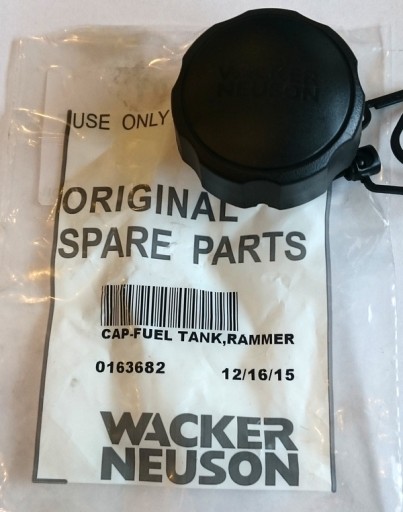 WACKER
NEUSON
USE ONLY
ORIGINAL
SPARE PARTS
CAP-FUEL TANK,RAMMER
0163682 12/16/15
WACKER
NEUSON